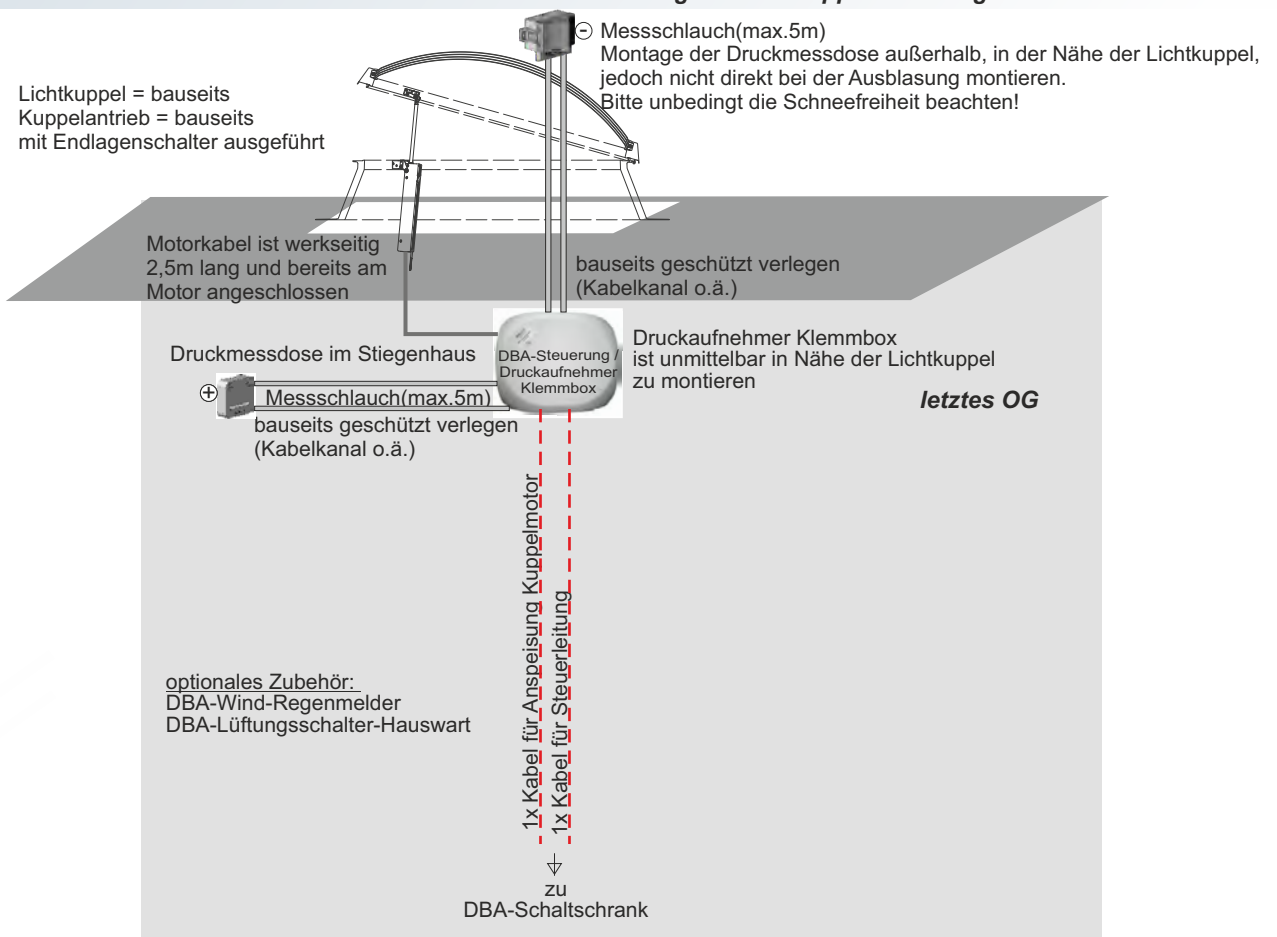 Messschlauch(max.5m)
Montage der Druckmessdose außerhalb, in der Nähe der Lichtkuppel,
jedoch nicht direkt bei der Ausblasung montieren.
Bitte unbedingt die Schneefreiheit beachten!
Lichtkuppel = bauseits
Kuppelantrieb = bauseits
mit Endlagenschalter ausgeführt
Motorkabel ist werkseitig
2,5m lang und bereits am
Motor angeschlossen
bauseits geschützt verlegen
(Kabelkanal o.ä.)
Druckmessdose im Stiegenhaus
DBA-Steuerung /
Druckaufnehmer
Klemmbox
Druckaufnehmer Klemmbox
ist unmittelbar in Nähe der Lichtkuppel
zu montieren
letztes OG
Messschlauch(max.5m)
bauseits geschützt verlegen
(Kabelkanal o.ä.)
1x Kabel für Anspeisung Kuppelmotor
1x Kabel für Steuerleitung
optionales Zubehör:
DBA-Wind-Regenmelder
DBA-Lüftungsschalter-Hauswart
zu
DBA-Schaltschrank